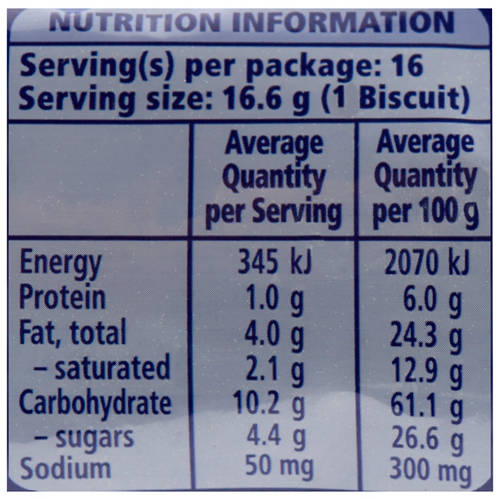 NUTRITION INFORMATION
Serving(s) per package: 16
Serving size: 16.6 g (1 Biscuit)
Average Quantity per Serving Average Quantity per 100 g
Energy 345 kJ 2070 kJ
Protein 1.0 g 6.0 g
Fat, total 4.0 g 24.3 g
– saturated 2.1 g 12.9 g
Carbohydrate 10.2 g 61.1 g
– sugars 4.4 g 26.6 g
Sodium 50 mg 300 mg